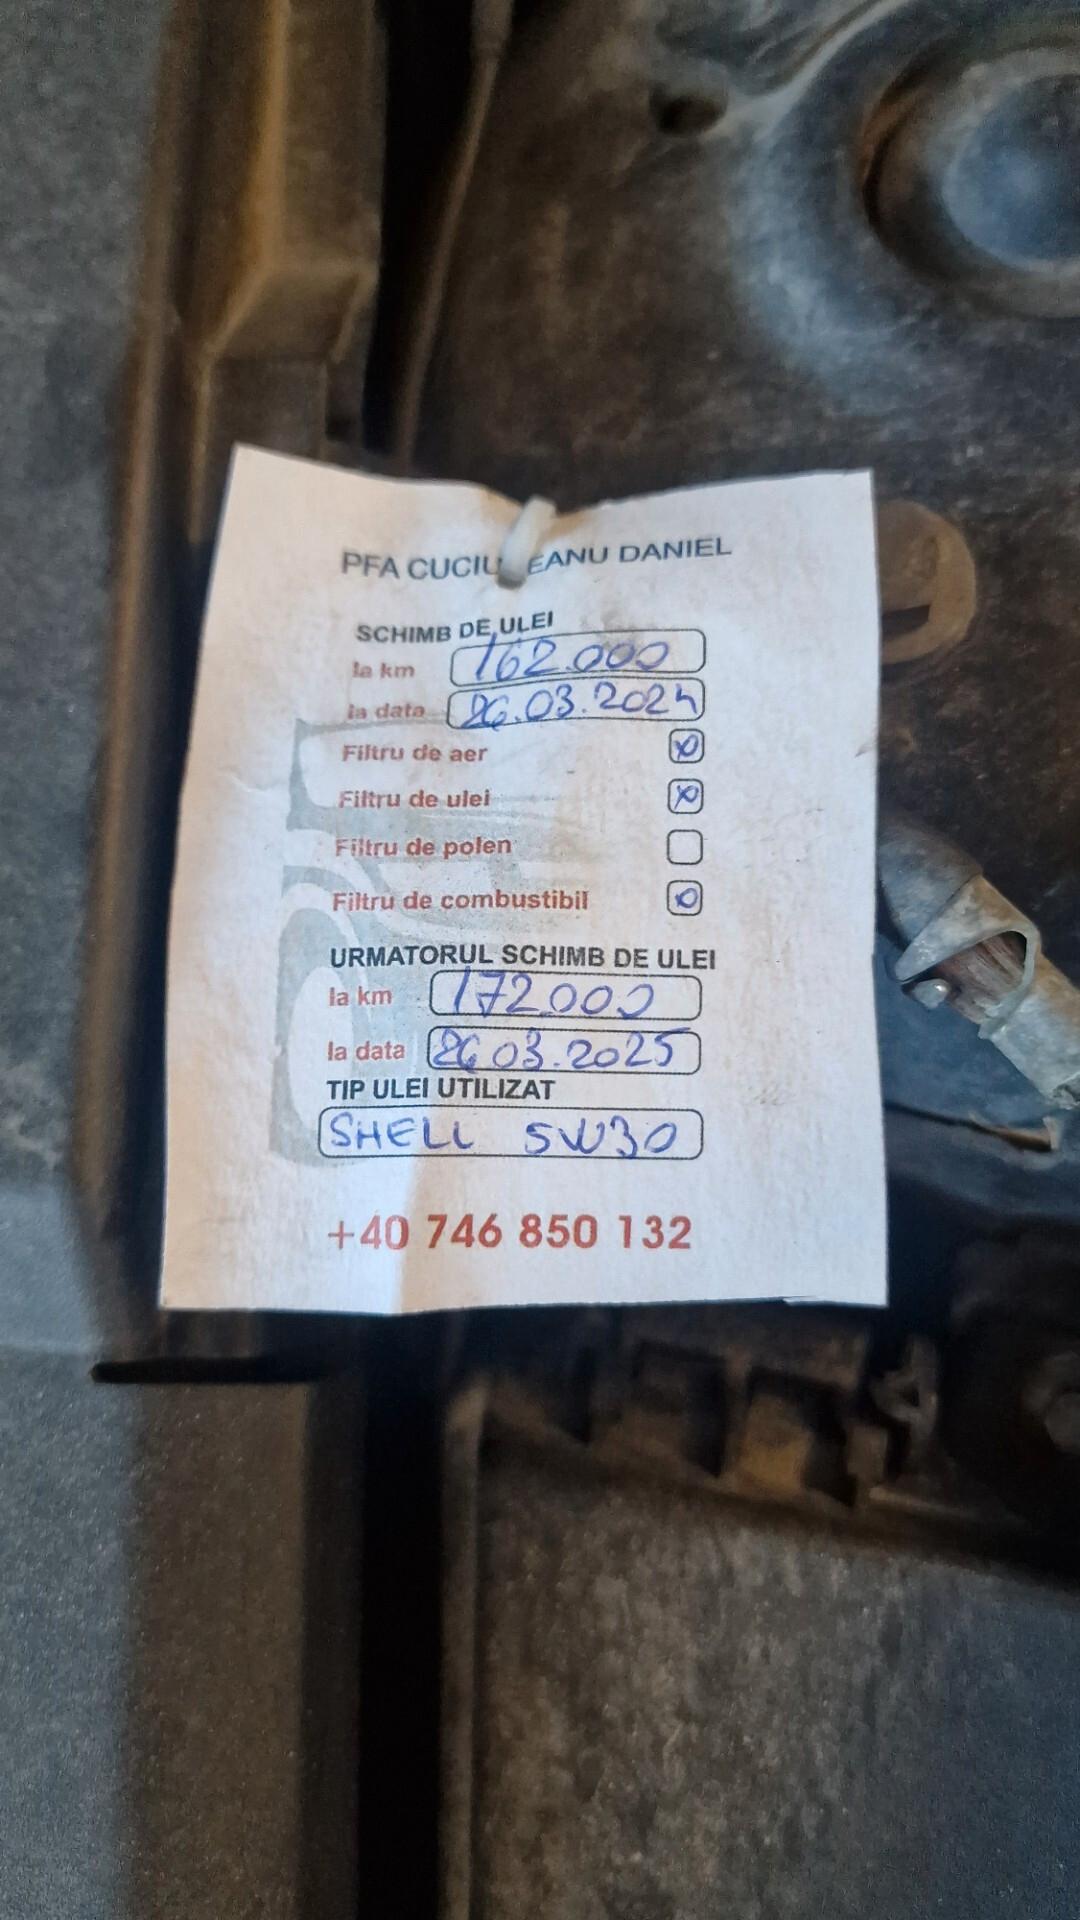 PFA CUCIU EANU DANIEL
SCHIMB DE ULEI
la km 162.000
la data 26.03.2024
Filtru de aer x
Filtru de ulei x
Filtru de polen
Filtru de combustibil x
URMATORUL SCHIMB DE ULEI
la km 172.000
la data 26.03.2025
TIP ULEI UTILIZAT
SHELL 5W30
+40 746 850 132